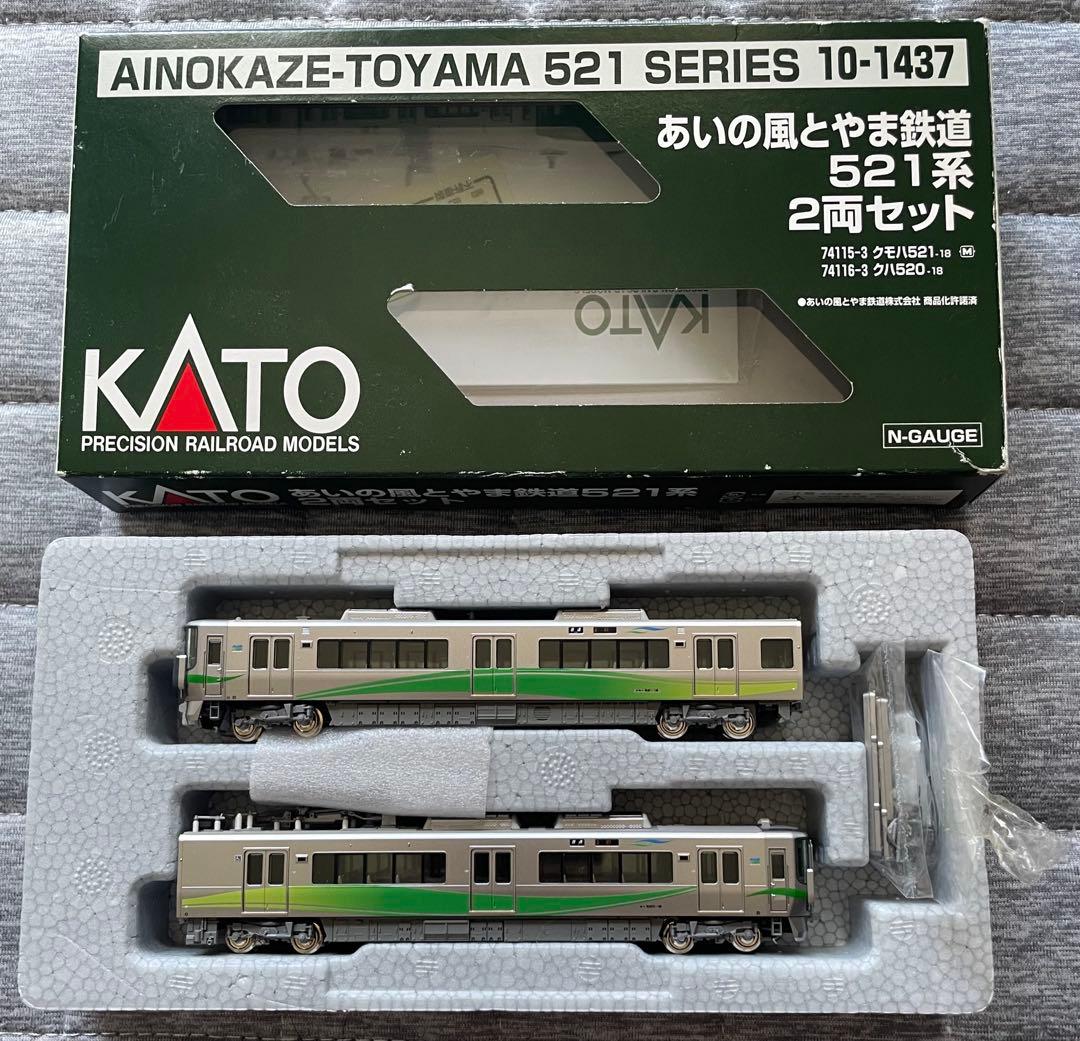 AINOKAZE-TOYAMA 521 SERIES 10-1437
あいの風とやま鉄道
521系
2両セット
74115-3 クモハ521-18 M
74116-3 クハ520-18
●あいの風とやま鉄道株式会社 商品化許諾済
KATO
KATO
PRECISION RAILROAD MODELS
N-GAUGE
KATO
あいの風とやま鉄道521系
2両セット